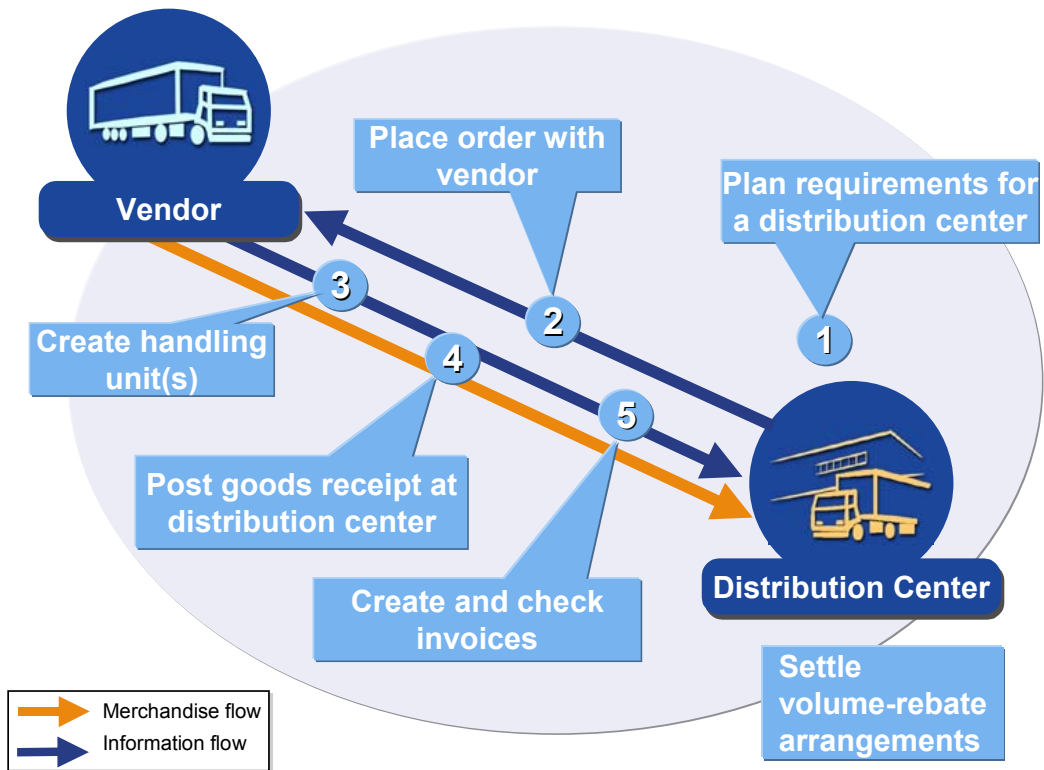 Place order with
vendor
Plan requirements for
a distribution center
Vendor
3
2
1
Create handling
unit(s)
4
5
Post goods receipt at
distribution center
Create and check
invoices
Distribution Center
Settle
volume-rebate
arrangements
Merchandise flow
Information flow